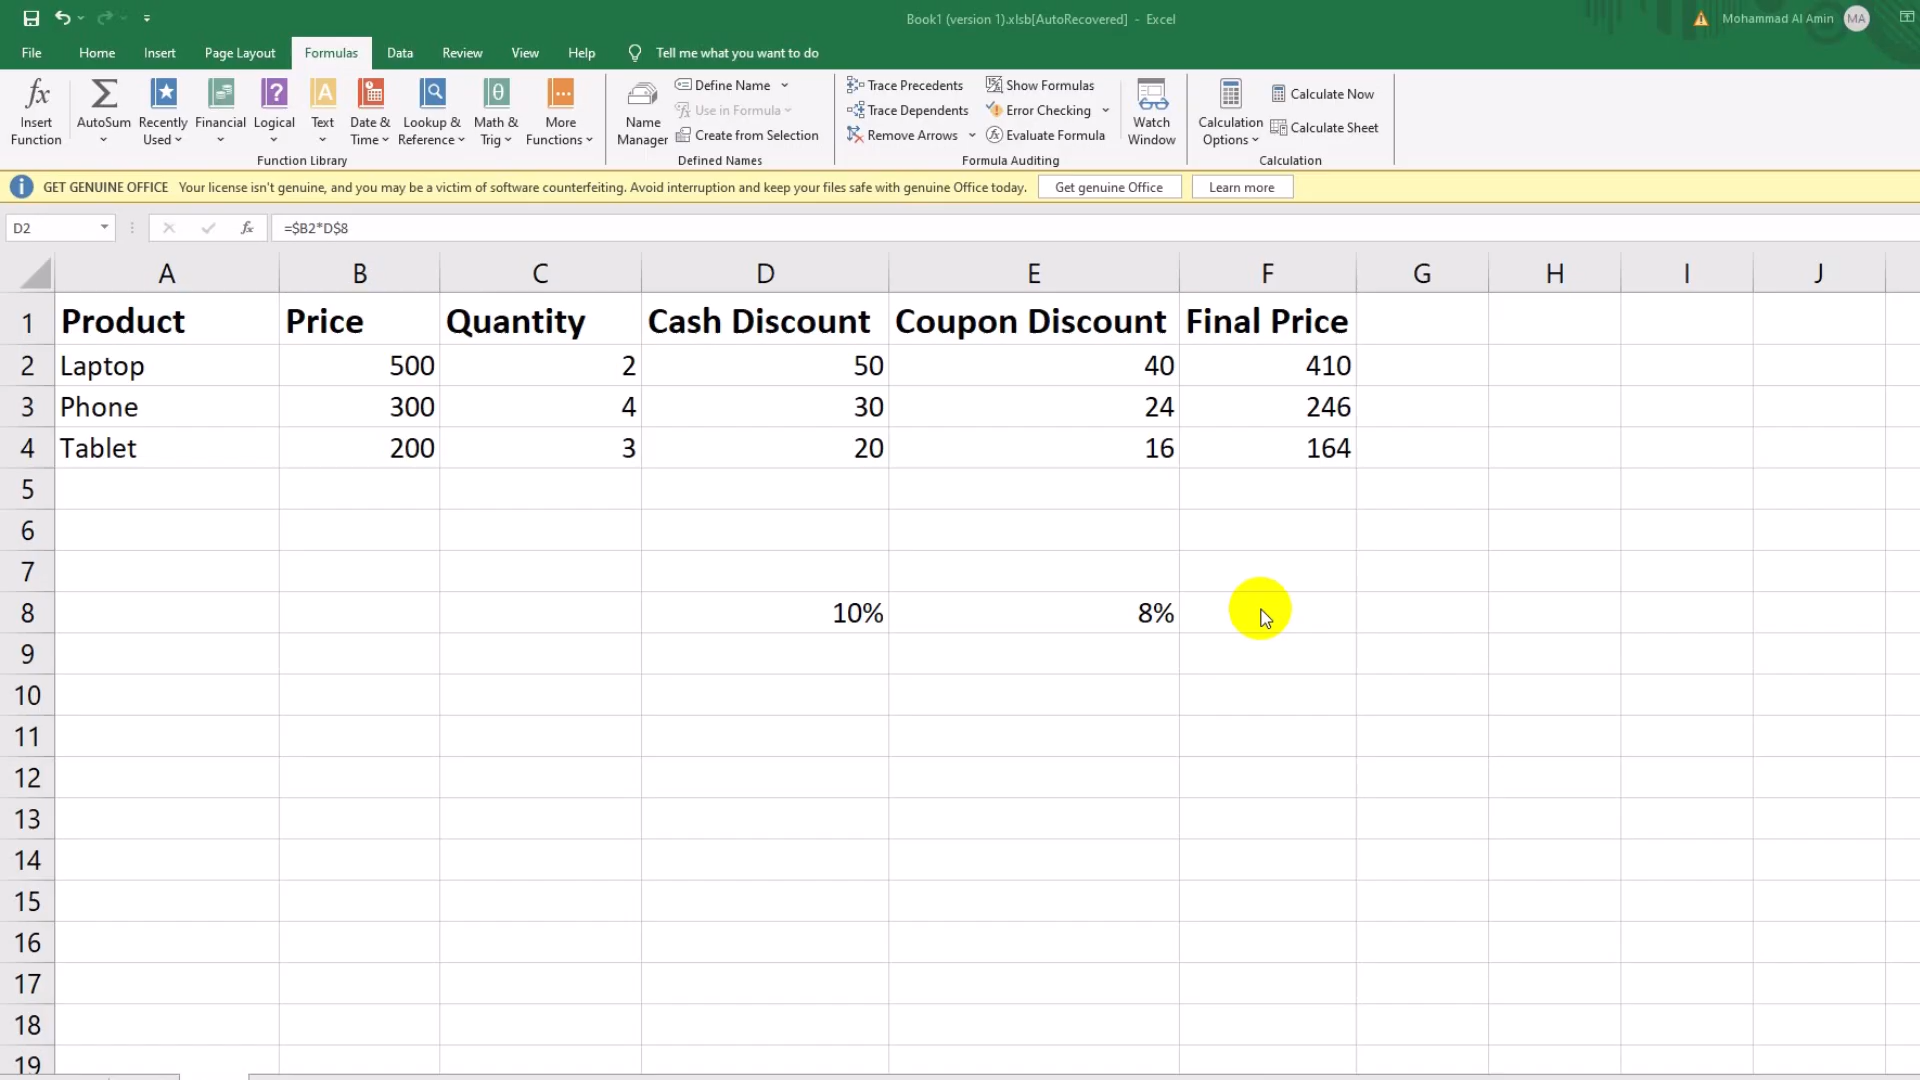 Book1 (version 1).xlsb[AutoRecovered] - Excel
Mohammad Al Amin MA
File Home Insert Page Layout Formulas Data Review View Help Tell me what you want to do
fx Insert Function
AutoSum
Recently Used
Financial
Logical
Text
Date & Time
Lookup & Reference
Math & Trig
More Functions
Function Library
Name Manager
Define Name
Use in Formula
Create from Selection
Defined Names
Trace Precedents
Trace Dependents
Remove Arrows
Show Formulas
Error Checking
Evaluate Formula
Formula Auditing
Watch Window
Calculation Options
Calculate Now
Calculate Sheet
Calculation
GET GENUINE OFFICE Your license isn't genuine, and you may be a victim of software counterfeiting. Avoid interruption and keep your files safe with genuine Office today. Get genuine Office Learn more
D2 fx =$B2*D$8
A B C D E F G H I J
1 Product Price Quantity Cash Discount Coupon Discount Final Price
2 Laptop 500 2 50 40 410
3 Phone 300 4 30 24 246
4 Tablet 200 3 20 16 164
5
6
7
8 10% 8%
9
10
11
12
13
14
15
16
17
18
19